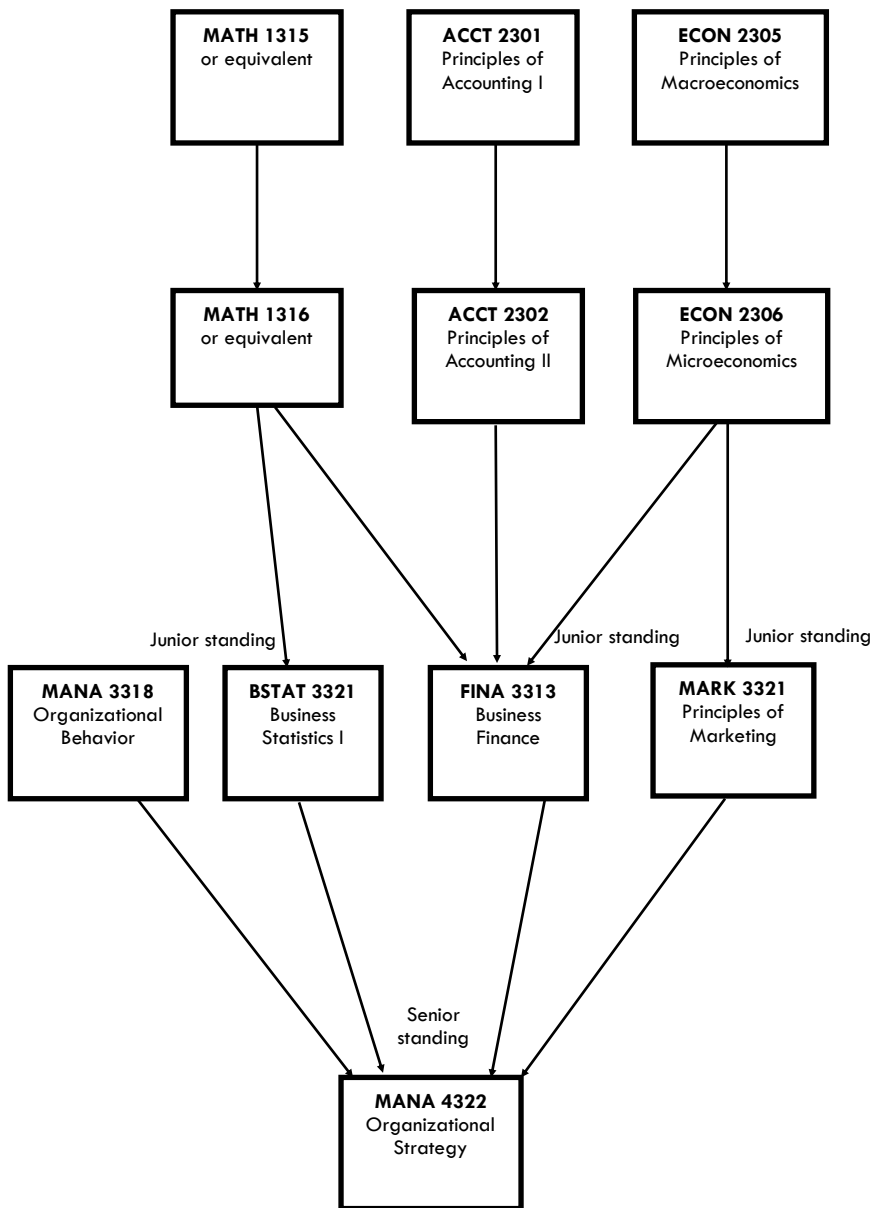 MATH 1315
or equivalent
ACCT 2301
Principles of
Accounting I
ECON 2305
Principles of
Macroeconomics
MATH 1316
or equivalent
ACCT 2302
Principles of
Accounting II
ECON 2306
Principles of
Microeconomics
Junior standing
Junior standing
Junior standing
MANA 3318
Organizational
Behavior
BSTAT 3321
Business
Statistics I
FINA 3313
Business
Finance
MARK 3321
Principles of
Marketing
Senior
standing
MANA 4322
Organizational
Strategy